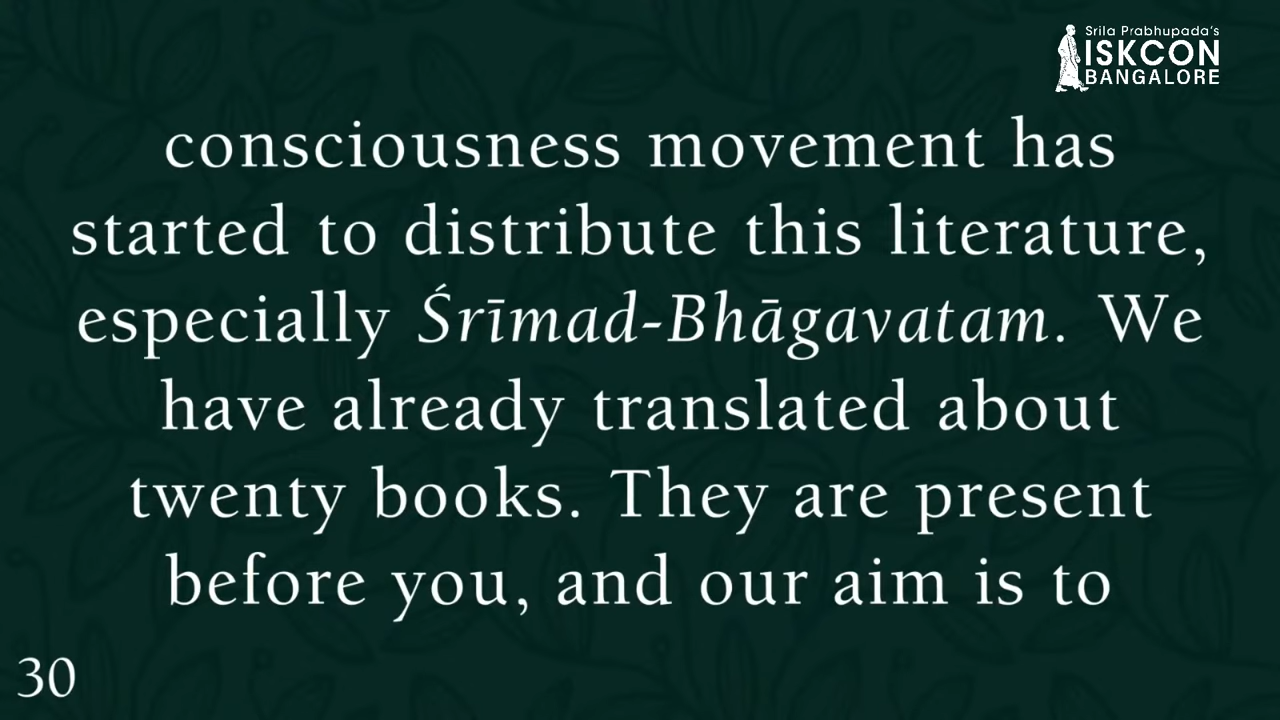 Srila Prabhupada's
ISKCON
BANGALORE
consciousness movement has
started to distribute this literature,
especially Śrīmad-Bhāgavatam. We
have already translated about
twenty books. They are present
before you, and our aim is to
30